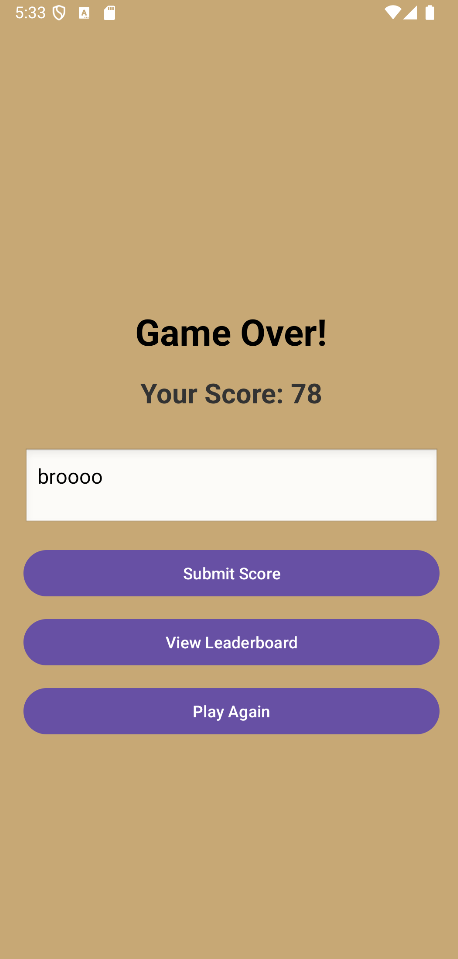 5:33
Game Over!
Your Score: 78
broooo
Submit Score
View Leaderboard
Play Again